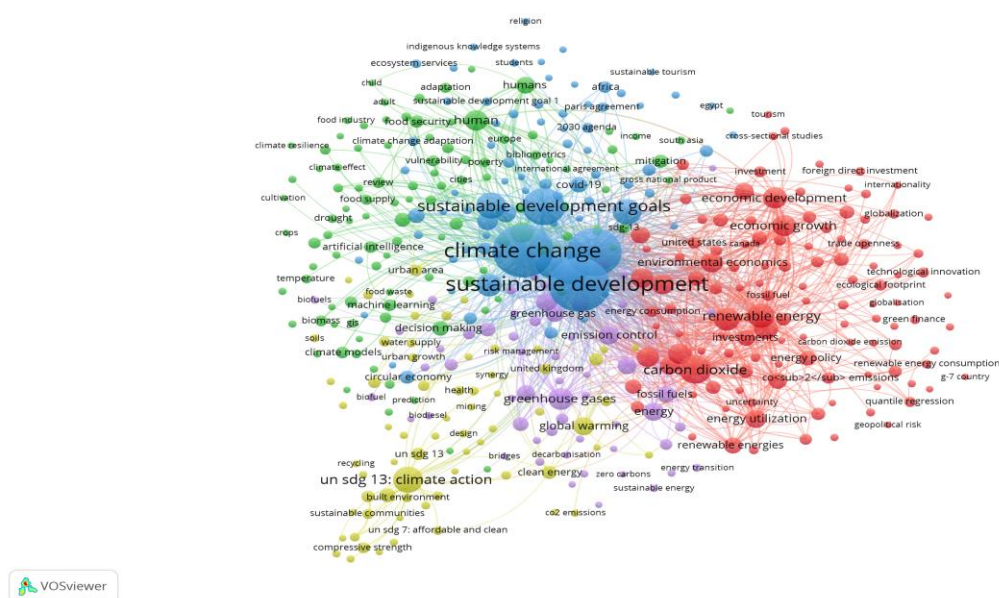 religion
indigenous knowledge systems
ecosystem services
students
sustainable tourism
child
adaptation
humans
africa
adult
sustainable development goal 1
paris agreement
egypt
tourism
food industry
food security
human
2030 agenda
cross-sectional studies
climate resilience
climate change adaptation
europe
income
south asia
climate effect
vulnerability
poverty
bibliometrics
mitigation
international agreement
investment
foreign direct investment
review
cities
covid-19
gross national product
internationality
cultivation
food supply
economic development
drought
sustainable development goals
globalization
crops
sdg-13
economic growth
artificial intelligence
climate change
united states
canada
trade openness
temperature
urban area
environmental economics
technological innovation
food waste
sustainable development
ecological footprint
biofuels
machine learning
fossil fuel
globalisation
soils
biomass
gis
decision making
greenhouse gas
energy consumption
renewable energy
green finance
water supply
emission control
investments
carbon dioxide emission
climate models
urban growth
risk management
energy policy
circular economy
synergy
united kingdom
carbon dioxide
renewable energy consumption
co<sub>2</sub> emissions
g-7 country
biofuel
prediction
health
greenhouse gases
fossil fuels
uncertainty
quantile regression
biodiesel
mining
energy
energy utilization
geopolitical risk
design
global warming
renewable energies
un sdg 13
bridges
decarbonisation
recycling
clean energy
zero carbons
energy transition
un sdg 13: climate action
sustainable energy
built environment
sustainable communities
co2 emissions
un sdg 7: affordable and clean
compressive strength
VOSviewer